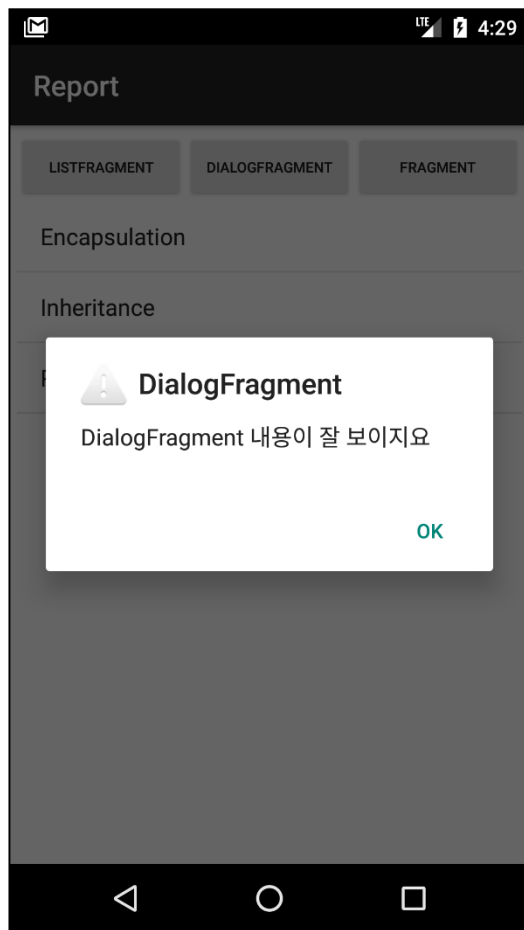 LTE 4:29
Report
LISTFRAGMENT DIALOGFRAGMENT FRAGMENT
Encapsulation
Inheritance
DialogFragment
DialogFragment 내용이 잘 보이지요
OK